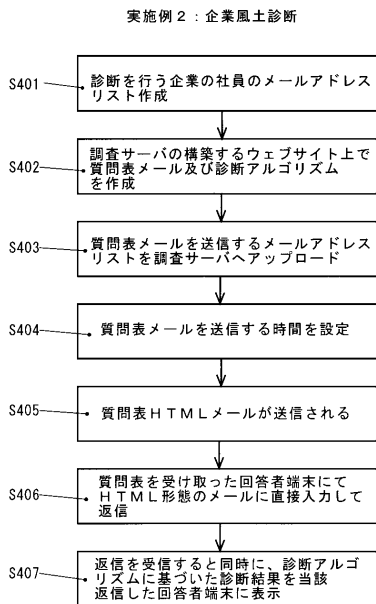 実施例２：企業風土診断
S401
診断を行う企業の社員のメールアドレス
リスト作成
S402
調査サーバの構築するウェブサイト上で
質問表メール及び診断アルゴリズム
を作成
S403
質問表メールを送信するメールアドレス
リストを調査サーバへアップロード
S404
質問表メールを送信する時間を設定
S405
質問表ＨＴＭＬメールが送信される
S406
質問表を受け取った回答者端末にて
ＨＴＭＬ形態のメールに直接入力して
返信
S407
返信を受信すると同時に、診断アルゴ
リズムに基づいた診断結果を当該
返信した回答者端末に表示